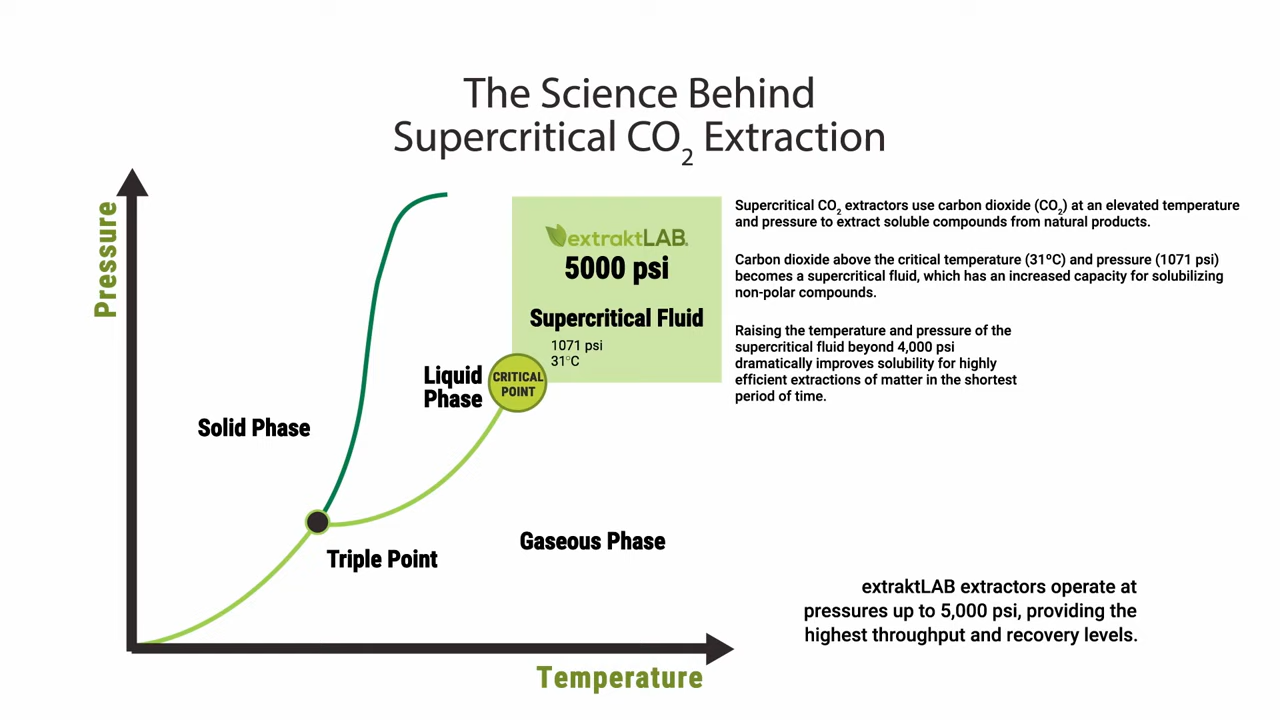 The Science Behind
Supercritical CO₂ Extraction
Pressure
extraktLAB®
5000 psi
Supercritical Fluid
1071 psi
31°C
CRITICAL
POINT
Liquid
Phase
Solid Phase
Triple Point
Gaseous Phase
Temperature
Supercritical CO₂ extractors use carbon dioxide (CO₂) at an elevated temperature
and pressure to extract soluble compounds from natural products.
Carbon dioxide above the critical temperature (31ºC) and pressure (1071 psi)
becomes a supercritical fluid, which has an increased capacity for solubilizing
non-polar compounds.
Raising the temperature and pressure of the
supercritical fluid beyond 4,000 psi
dramatically improves solubility for highly
efficient extractions of matter in the shortest
period of time.
extraktLAB extractors operate at
pressures up to 5,000 psi, providing the
highest throughput and recovery levels.